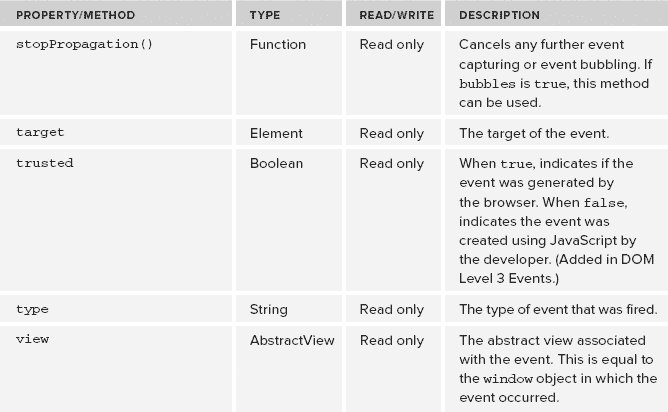 PROPERTY/METHOD TYPE READ/WRITE DESCRIPTION
stopPropagation() Function Read only Cancels any further event
capturing or event bubbling. If
bubbles is true, this method
can be used.
target Element Read only The target of the event.
trusted Boolean Read only When true, indicates if the
event was generated by
the browser. When false,
indicates the event was
created using JavaScript by
the developer. (Added in DOM
Level 3 Events.)
type String Read only The type of event that was fired.
view AbstractView Read only The abstract view associated
with the event. This is equal to
the window object in which the
event occurred.